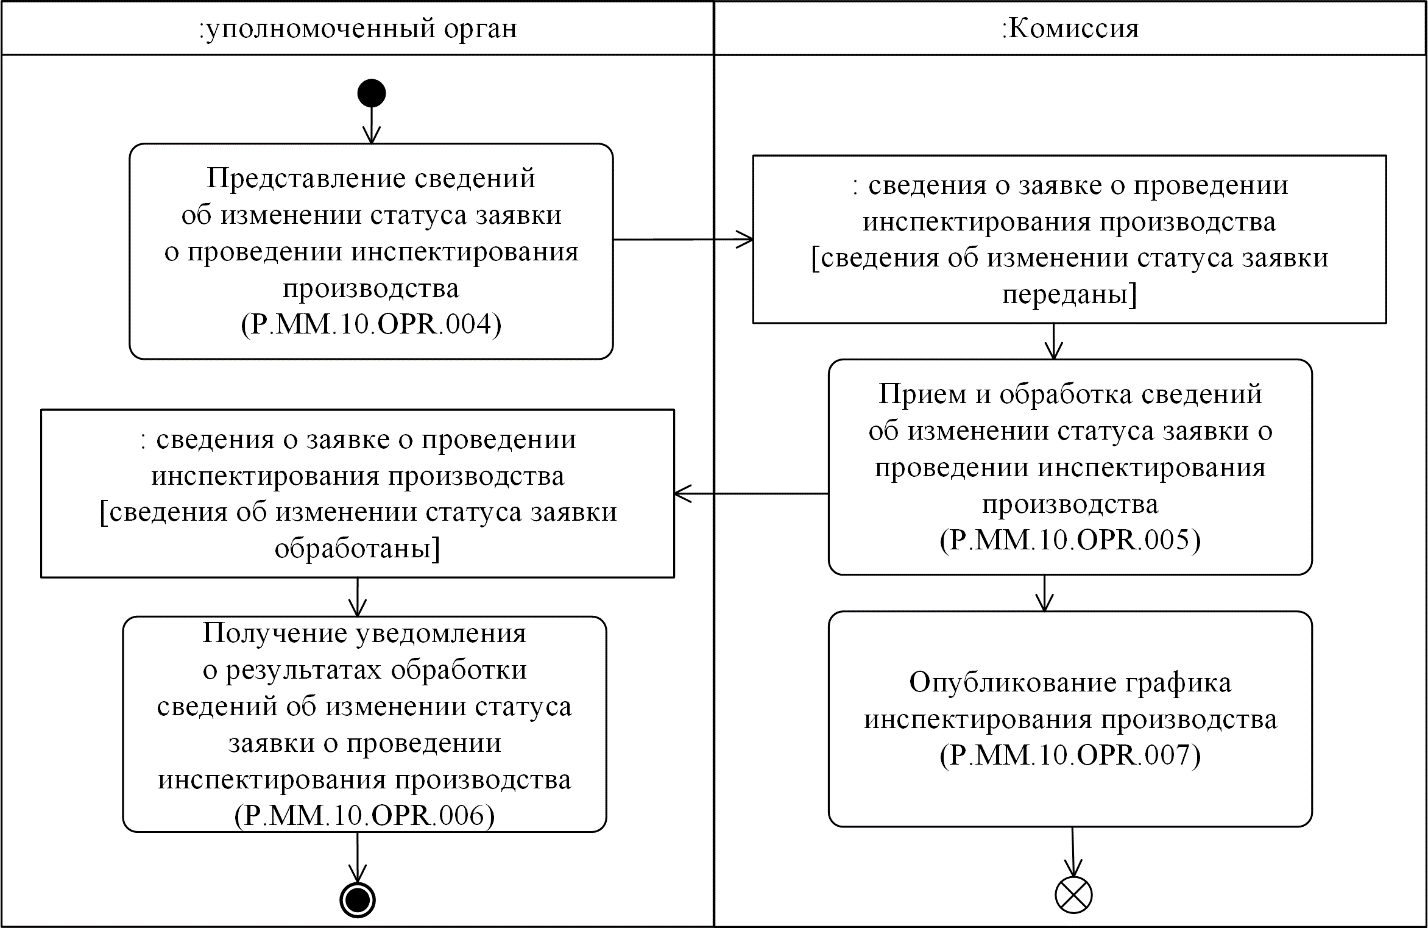 :уполномоченный орган
:Комиссия
Представление сведений
об изменении статуса заявки
о проведении инспектирования
производства
(P.MM.10.OPR.004)
: сведения о заявке о проведении
инспектирования производства
[сведения об изменении статуса заявки
переданы]
Прием и обработка сведений
об изменении статуса заявки о
проведении инспектирования
производства
(P.MM.10.OPR.005)
: сведения о заявке о проведении
инспектирования производства
[сведения об изменении статуса заявки
обработаны]
Получение уведомления
о результатах обработки
сведений об изменении статуса
заявки о проведении
инспектирования производства
(P.MM.10.OPR.006)
Опубликование графика
инспектирования производства
(P.MM.10.OPR.007)